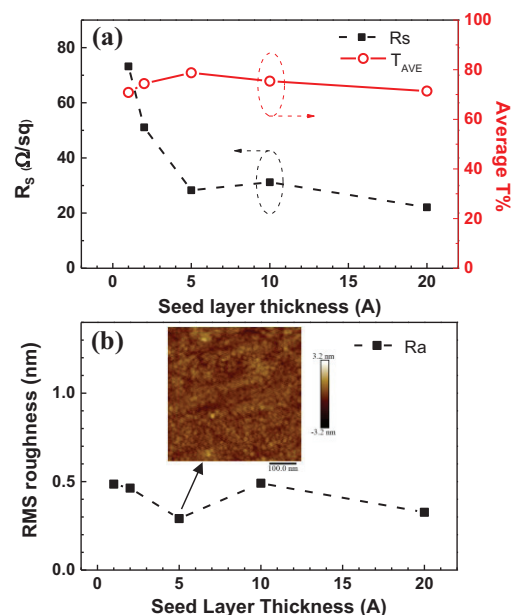 (a)
Rs
T_AVE
80
60
40
20
0
R_s (Ω/sq)
100
80
60
40
20
0
Average T%
0 5 10 15 20
Seed layer thickness (A)
(b)
Ra
3.2 nm
-3.2 nm
100.0 nm
1.0
0.5
0.0
RMS roughness (nm)
0 5 10 15 20
Seed Layer Thickness (A)